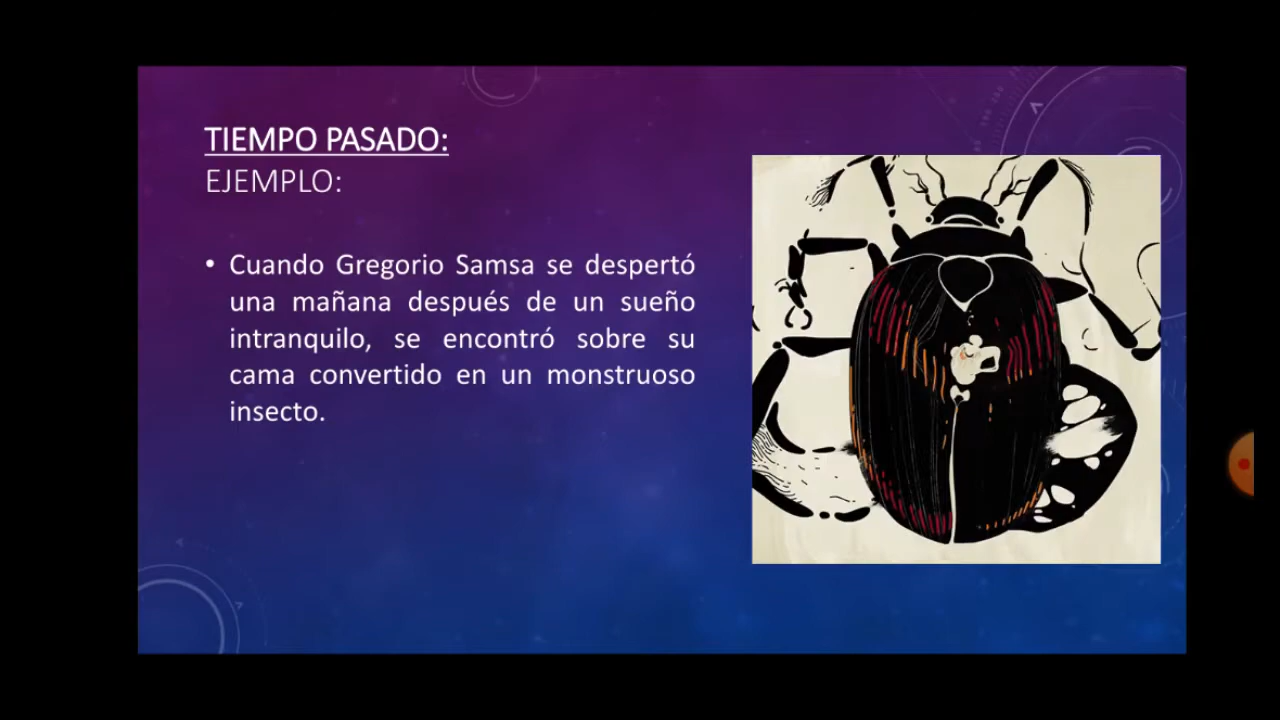 TIEMPO PASADO:
EJEMPLO:
• Cuando Gregorio Samsa se despertó
una mañana después de un sueño
intranquilo, se encontró sobre su
cama convertido en un monstruoso
insecto.